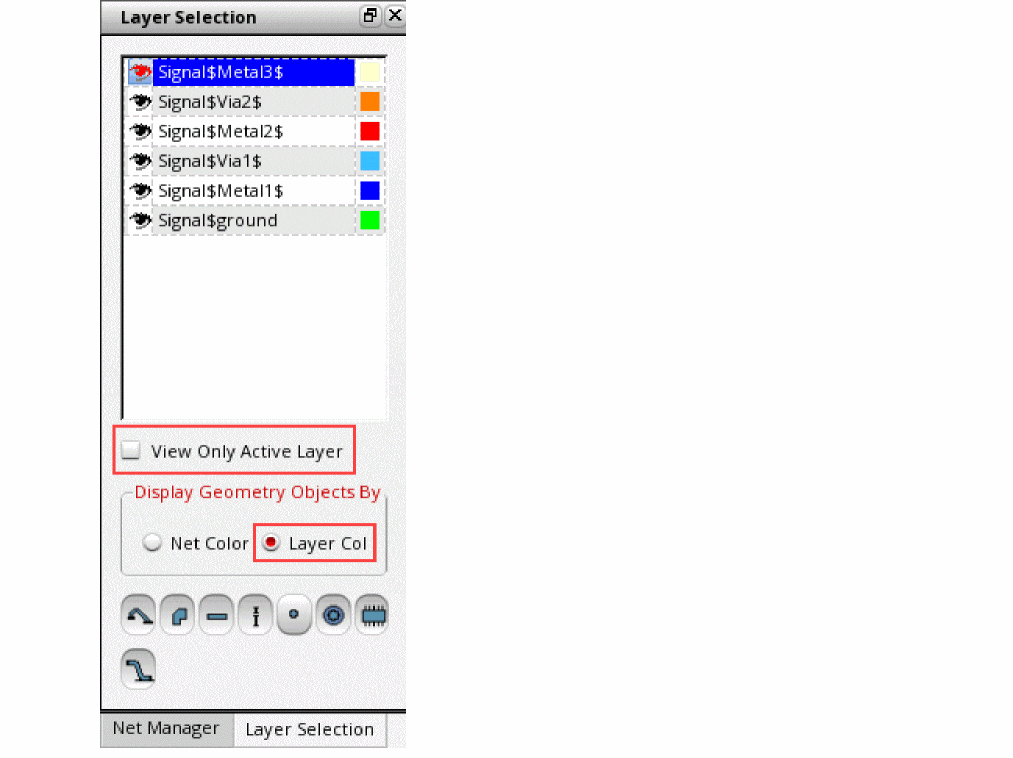 Layer Selection
Signal$Metal3$
Signal$Via2$
Signal$Metal2$
Signal$Via1$
Signal$Metal1$
Signal$ground
View Only Active Layer
Display Geometry Objects By
Net Color Layer Col
Net Manager Layer Selection